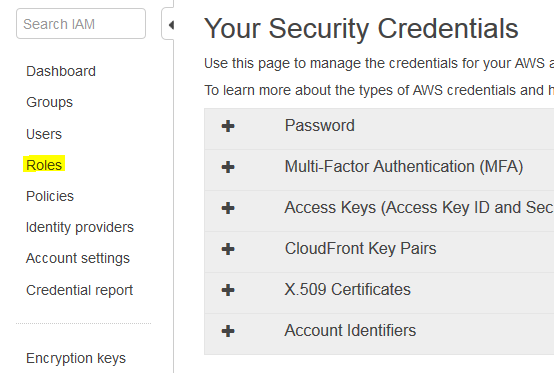 Search IAM
Dashboard
Groups
Users
Roles
Policies
Identity providers
Account settings
Credential report
Encryption keys
Your Security Credentials
Use this page to manage the credentials for your AWS
To learn more about the types of AWS credentials and
Password
Multi-Factor Authentication (MFA)
Access Keys (Access Key ID and Sec
CloudFront Key Pairs
X.509 Certificates
Account Identifiers